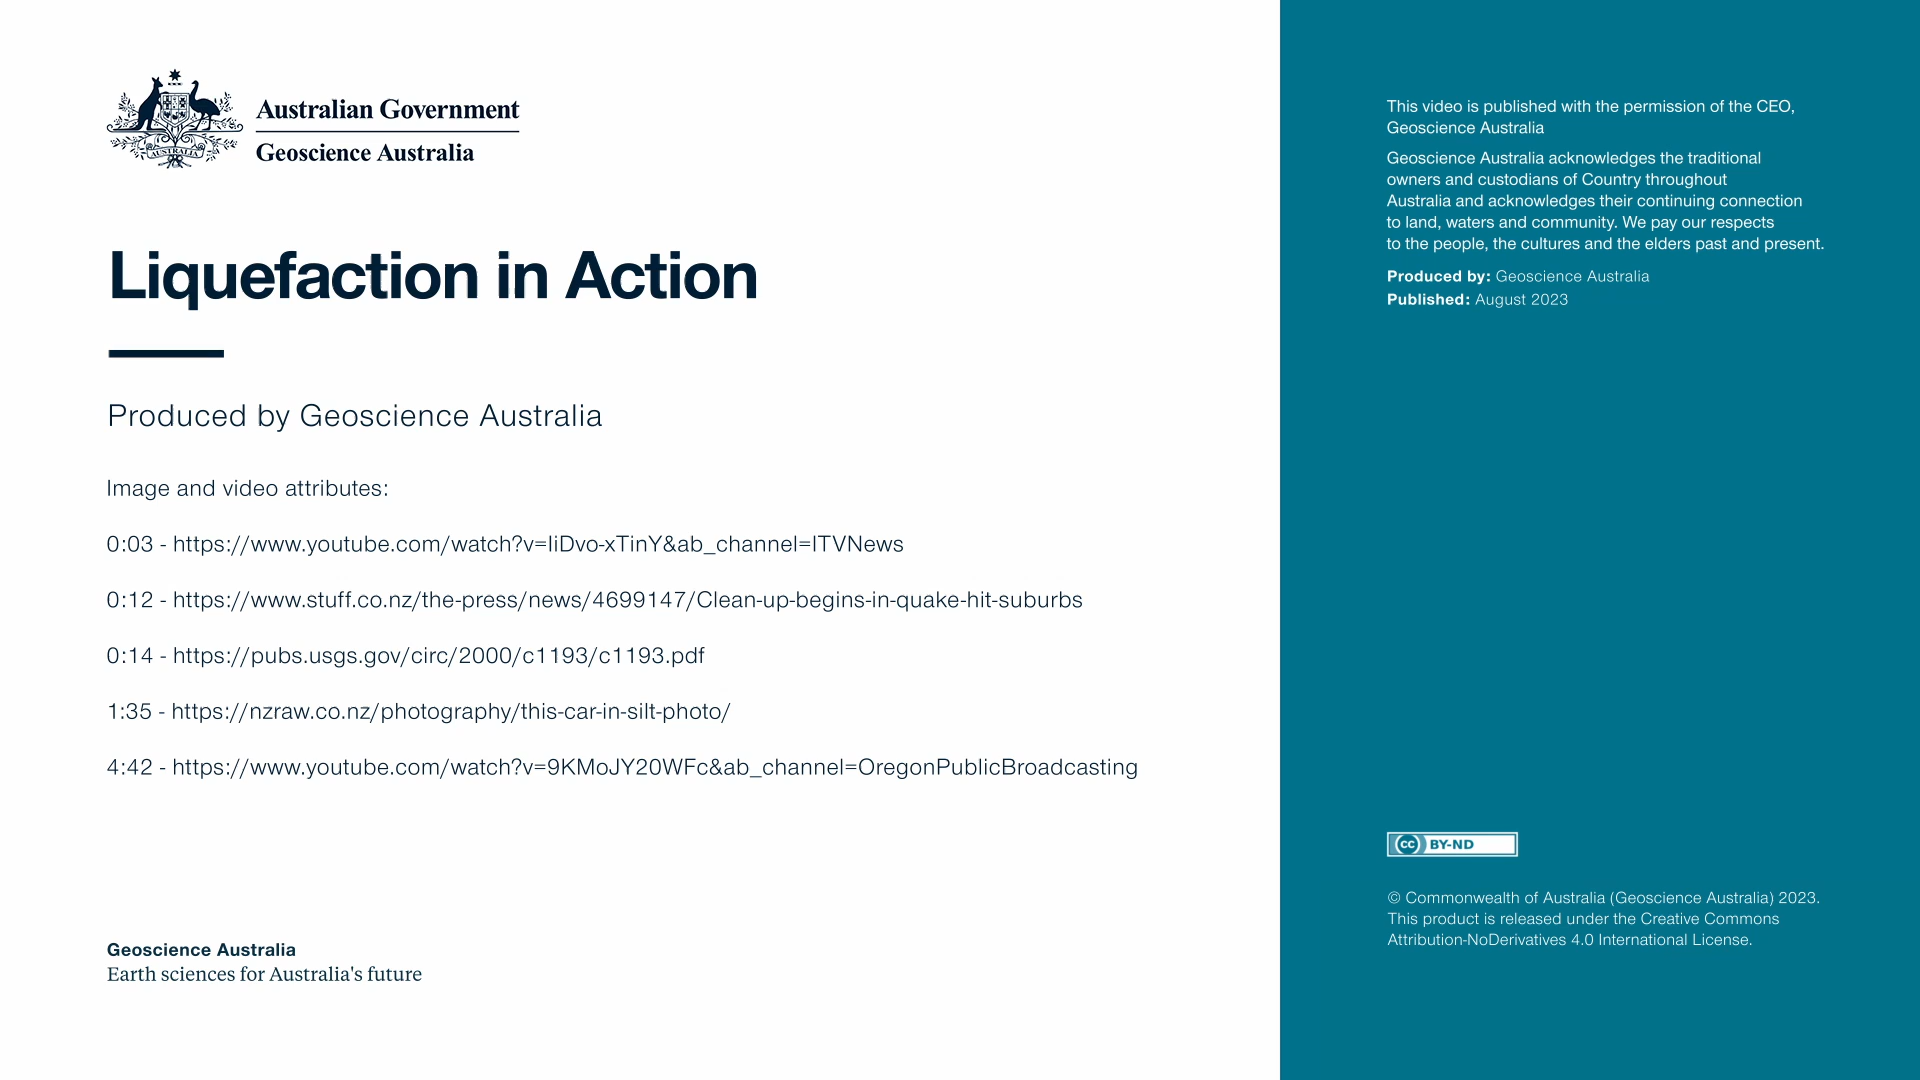 AUSTRALIA
Australian Government
Geoscience Australia
Liquefaction in Action
Produced by Geoscience Australia
Image and video attributes:
0:03 - https://www.youtube.com/watch?v=liDvo-xTinY&ab_channel=ITVNews
0:12 - https://www.stuff.co.nz/the-press/news/4699147/Clean-up-begins-in-quake-hit-suburbs
0:14 - https://pubs.usgs.gov/circ/2000/c1193/c1193.pdf
1:35 - https://nzraw.co.nz/photography/this-car-in-silt-photo/
4:42 - https://www.youtube.com/watch?v=9KMoJY20WFc&ab_channel=OregonPublicBroadcasting
Geoscience Australia
Earth sciences for Australia's future
This video is published with the permission of the CEO,
Geoscience Australia
Geoscience Australia acknowledges the traditional
owners and custodians of Country throughout
Australia and acknowledges their continuing connection
to land, waters and community. We pay our respects
to the people, the cultures and the elders past and present.
Produced by: Geoscience Australia
Published: August 2023
cc BY-ND
© Commonwealth of Australia (Geoscience Australia) 2023.
This product is released under the Creative Commons
Attribution-NoDerivatives 4.0 International License.